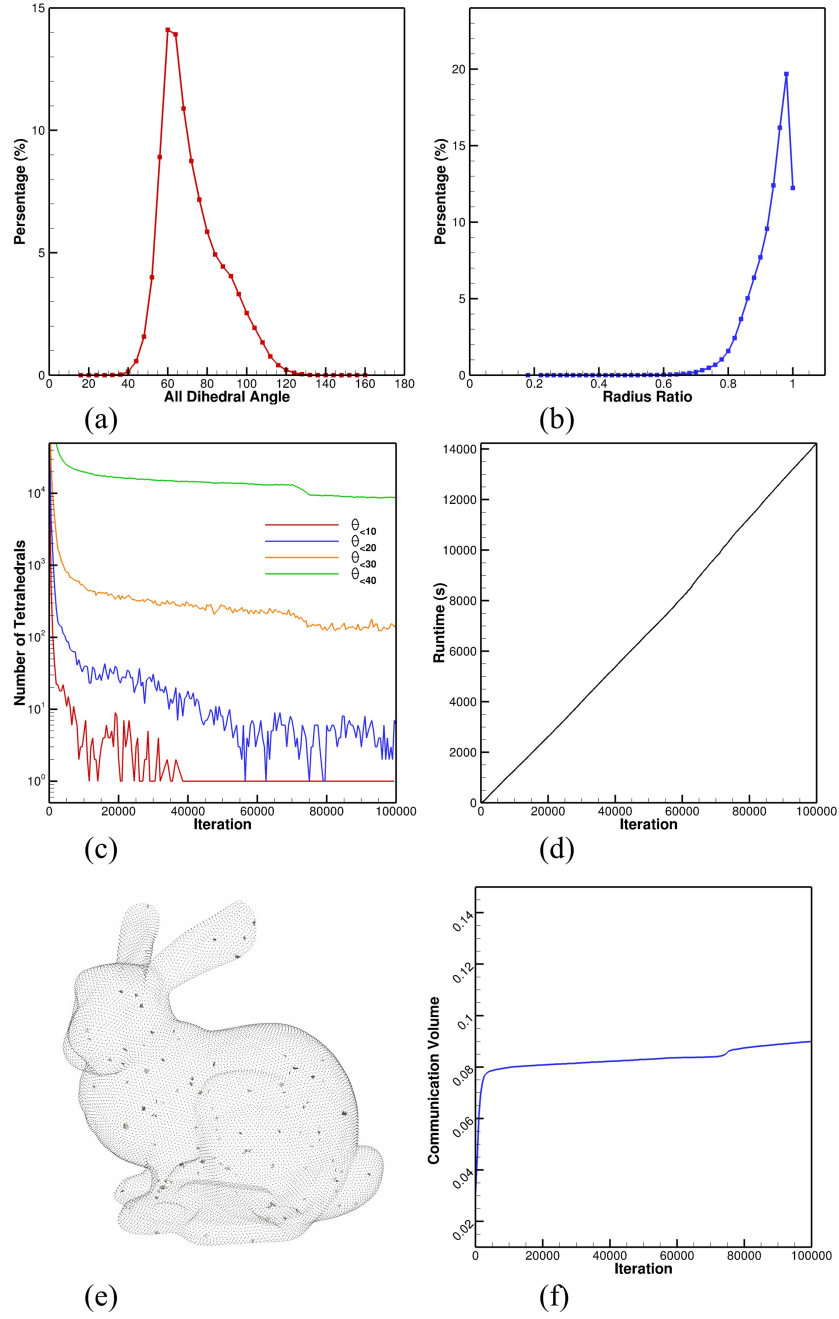 15
10
5
0
Persentage (%)
0 20 40 60 80 100 120 140 160 180
All Dihedral Angle
(a)
20
15
10
5
0
Persentage (%)
0 0.2 0.4 0.6 0.8 1
Radius Ratio
(b)
10^4
10^3
10^2
10^1
10^0
Number of Tetrahedrals
θ<10
θ<20
θ<30
θ<40
0 20000 40000 60000 80000 100000
Iteration
(c)
14000
12000
10000
8000
6000
4000
2000
0
Runtime (s)
0 20000 40000 60000 80000 100000
Iteration
(d)
(e)
0.14
0.12
0.1
0.08
0.06
0.04
0.02
Communication Volume
0 20000 40000 60000 80000 100000
Iteration
(f)